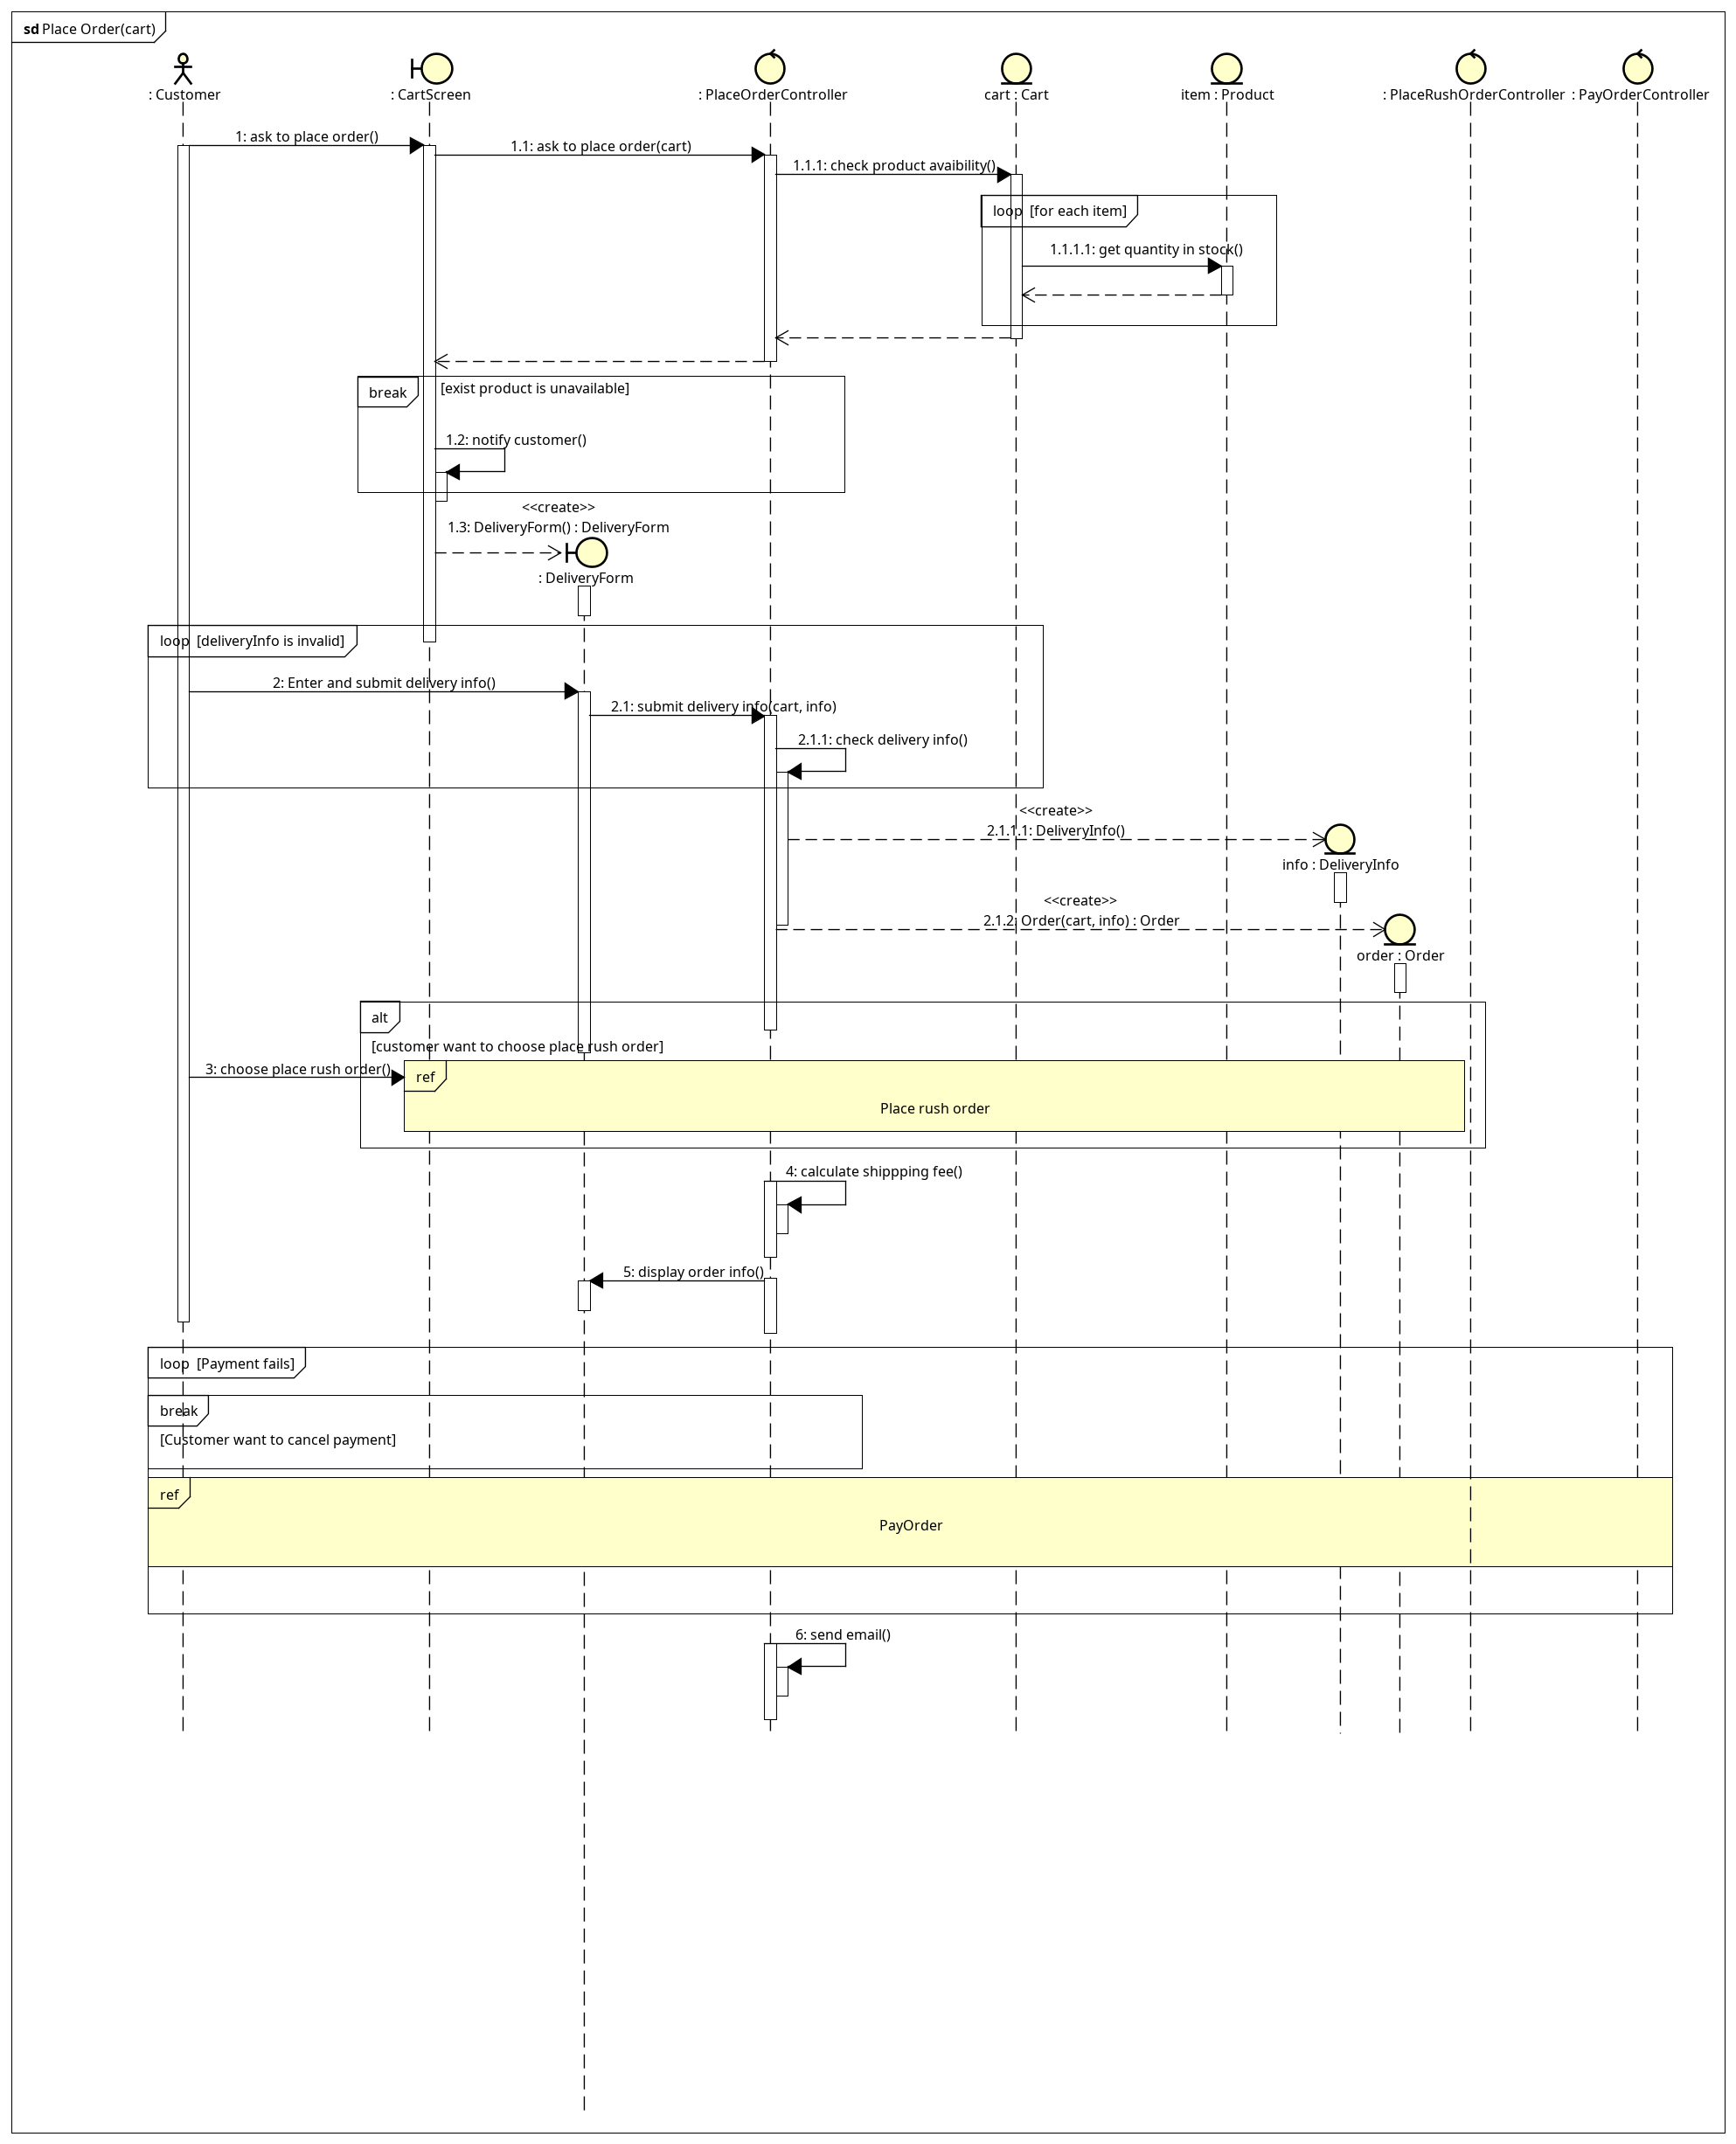 sd Place Order(cart)
: Customer
: CartScreen
: PlaceOrderController
cart : Cart
item : Product
: PlaceRushOrderController
: PayOrderController
1: ask to place order()
1.1: ask to place order(cart)
1.1.1: check product avaibility()
loop [for each item]
1.1.1.1: get quantity in stock()
break
[exist product is unavailable]
1.2: notify customer()
<<create>>
1.3: DeliveryForm() : DeliveryForm
: DeliveryForm
loop [deliveryInfo is invalid]
2: Enter and submit delivery info()
2.1: submit delivery info(cart, info)
2.1.1: check delivery info()
<<create>>
2.1.1.1: DeliveryInfo()
info : DeliveryInfo
<<create>>
2.1.2: Order(cart, info) : Order
order : Order
alt
[customer want to choose place rush order]
3: choose place rush order()
ref
Place rush order
4: calculate shippping fee()
5: display order info()
loop [Payment fails]
break
[Customer want to cancel payment]
ref
PayOrder
6: send email()